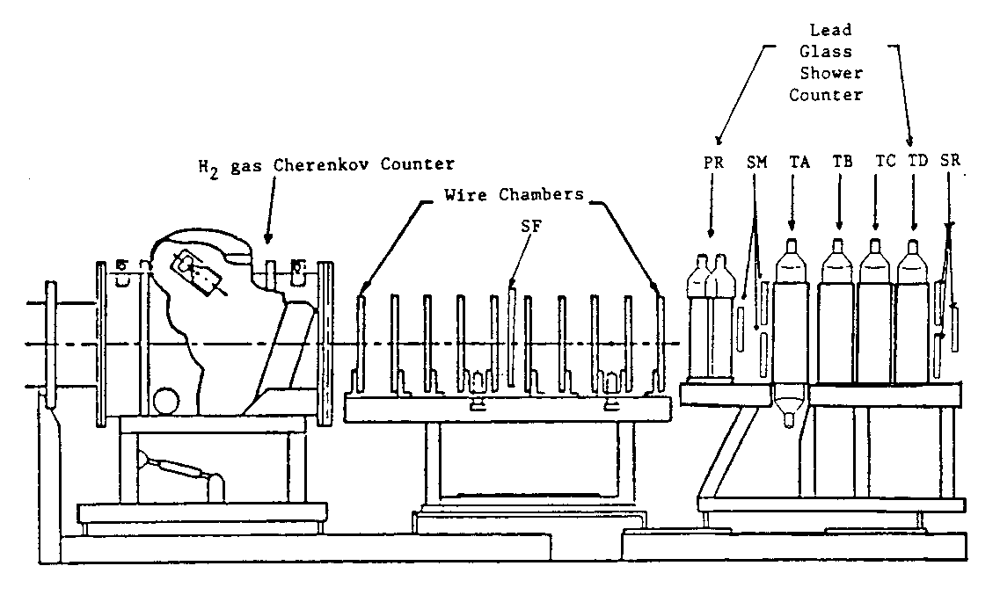 Lead
Glass
Shower
Counter
PR SM TA TB TC TD SR
H2 gas Cherenkov Counter
Wire Chambers
SF